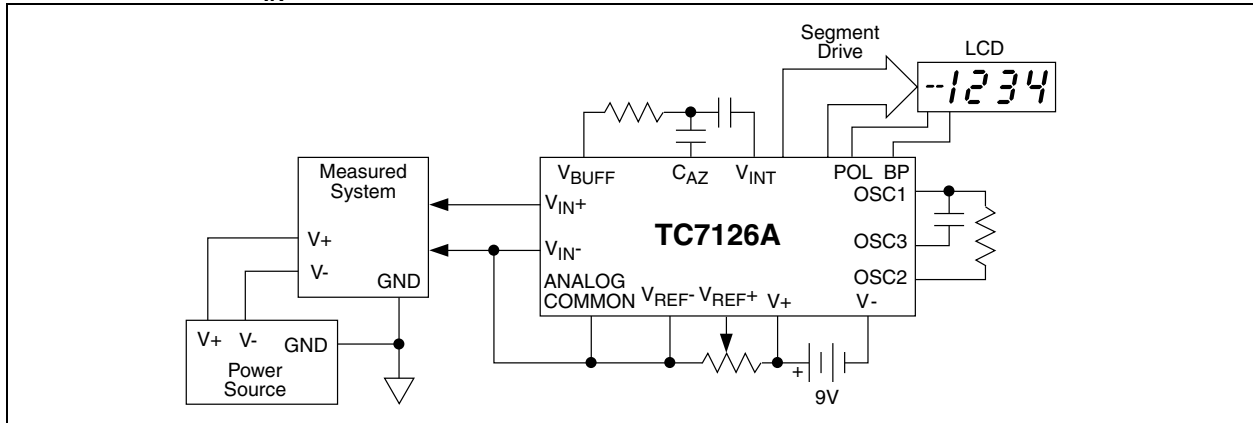 IN
Segment
Drive
LCD
--1234
VBUFF
CAZ
VINT
POL
BP
Measured
System
V+
V-
GND
VIN+
VIN-
TC7126A
OSC1
OSC3
OSC2
ANALOG
COMMON
VREF-
VREF+
V+
V-
V+
V-
GND
Power
Source
+
9V